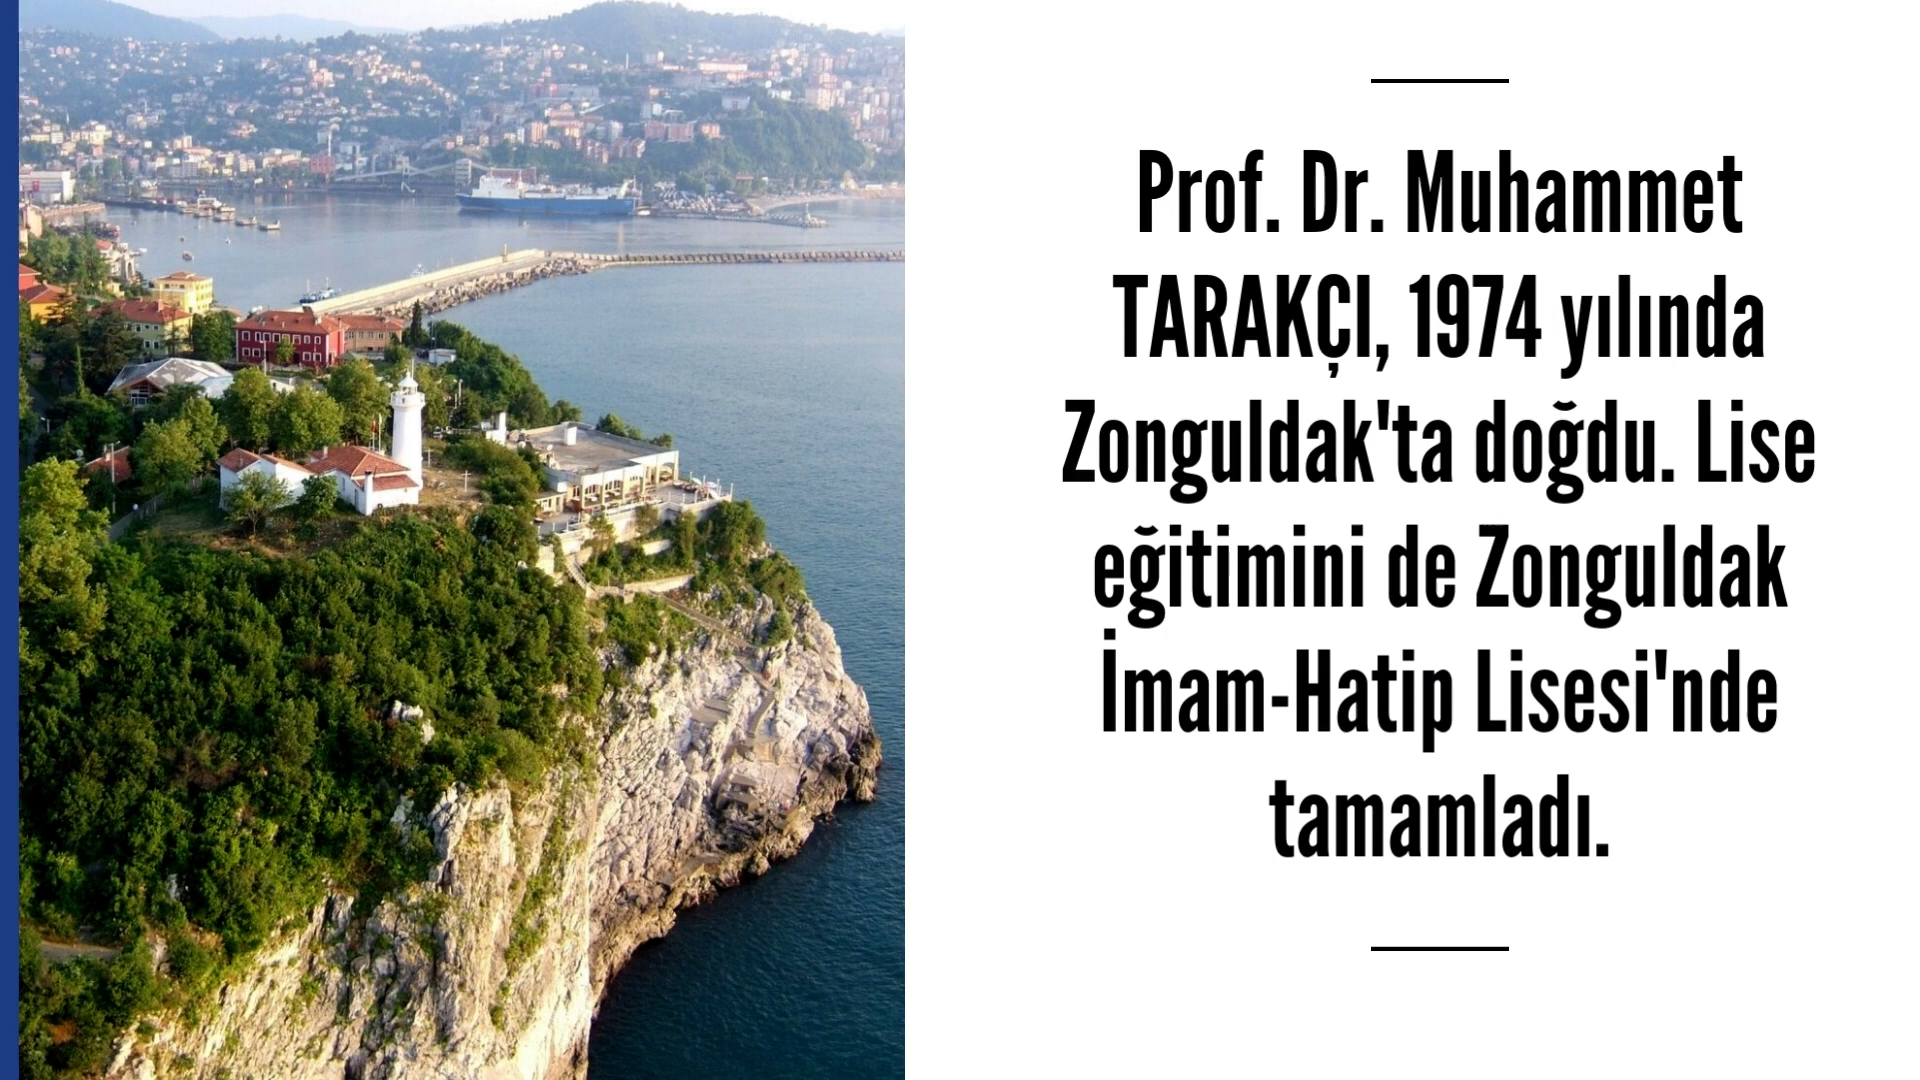 Prof. Dr. Muhammet
TARAKÇI, 1974 yılında
Zonguldak'ta doğdu. Lise
eğitimini de Zonguldak
İmam-Hatip Lisesi'nde
tamamladı.